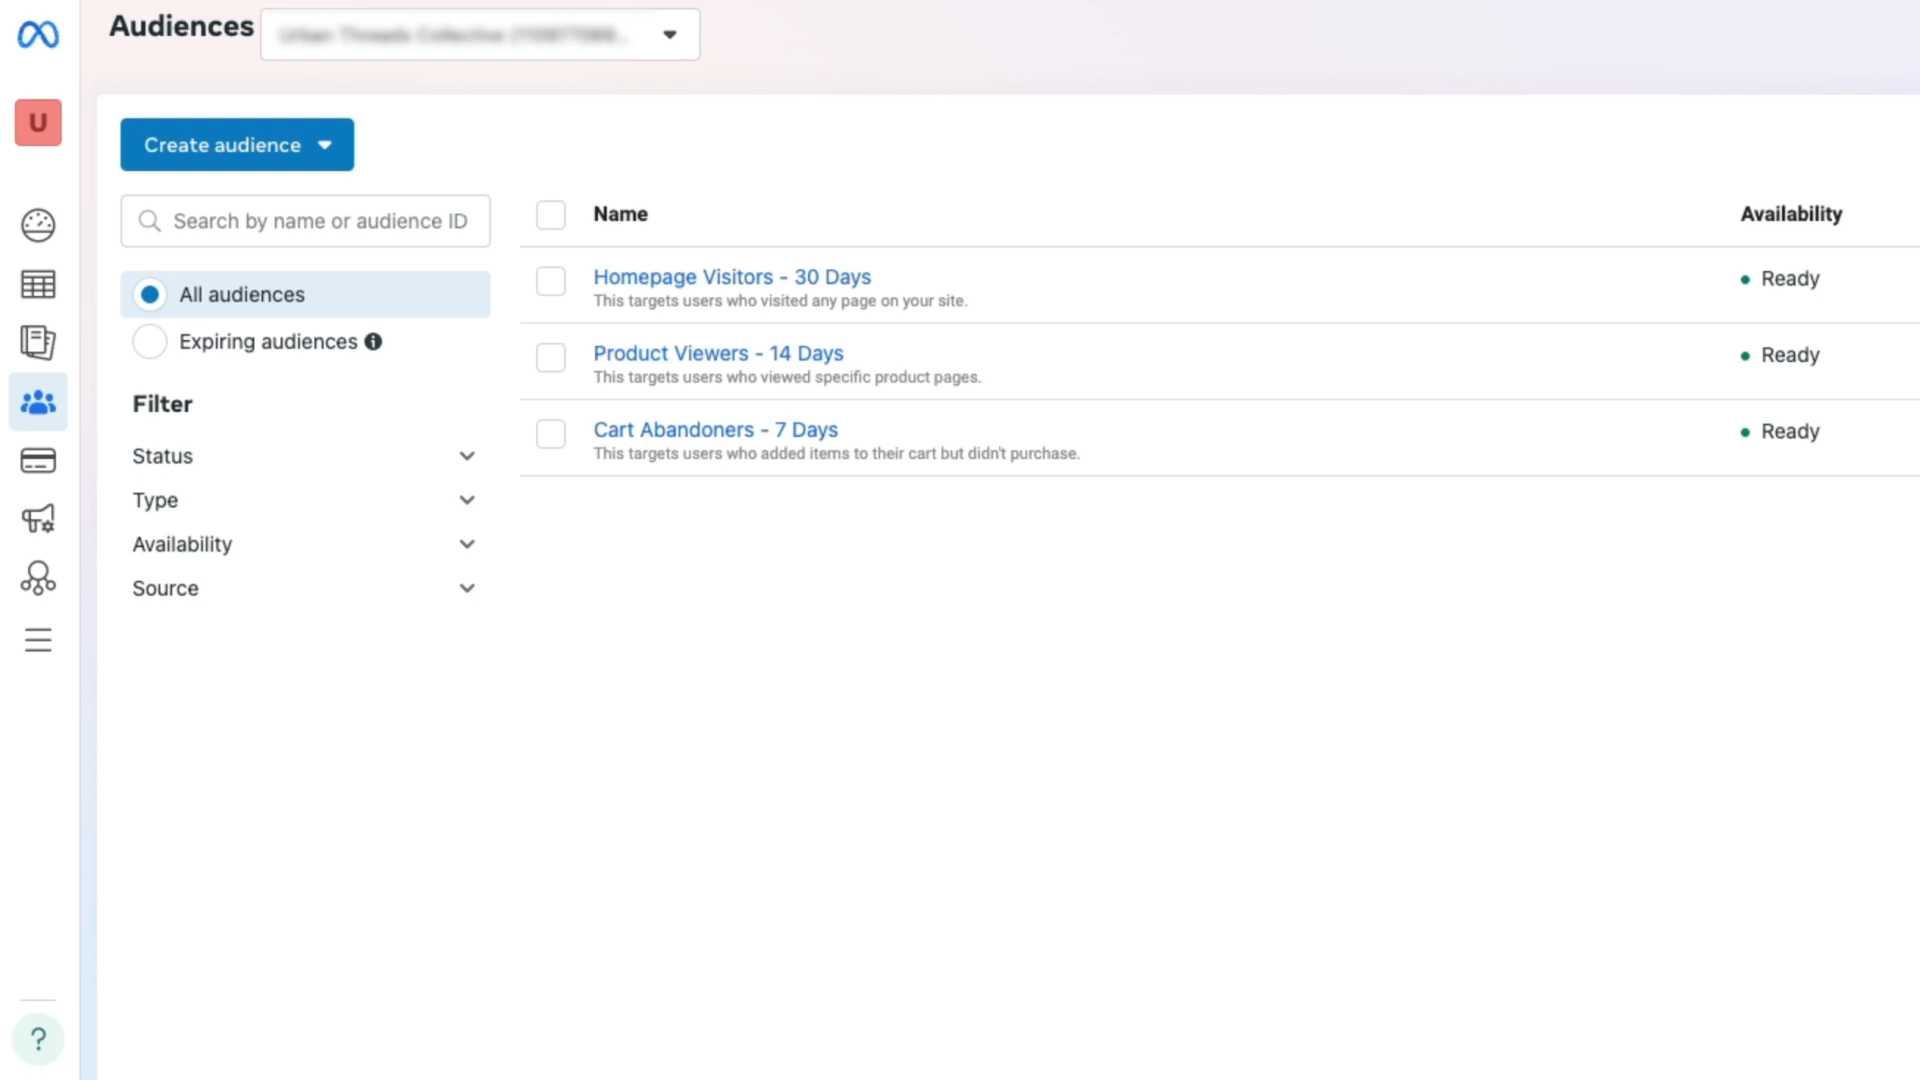 Audiences
U
Create audience
Search by name or audience ID
All audiences
Expiring audiences
Filter
Status
Type
Availability
Source
Name
Availability
Homepage Visitors - 30 Days
This targets users who visited any page on your site.
Ready
Product Viewers - 14 Days
This targets users who viewed specific product pages.
Ready
Cart Abandoners - 7 Days
This targets users who added items to their cart but didn't purchase.
Ready
?